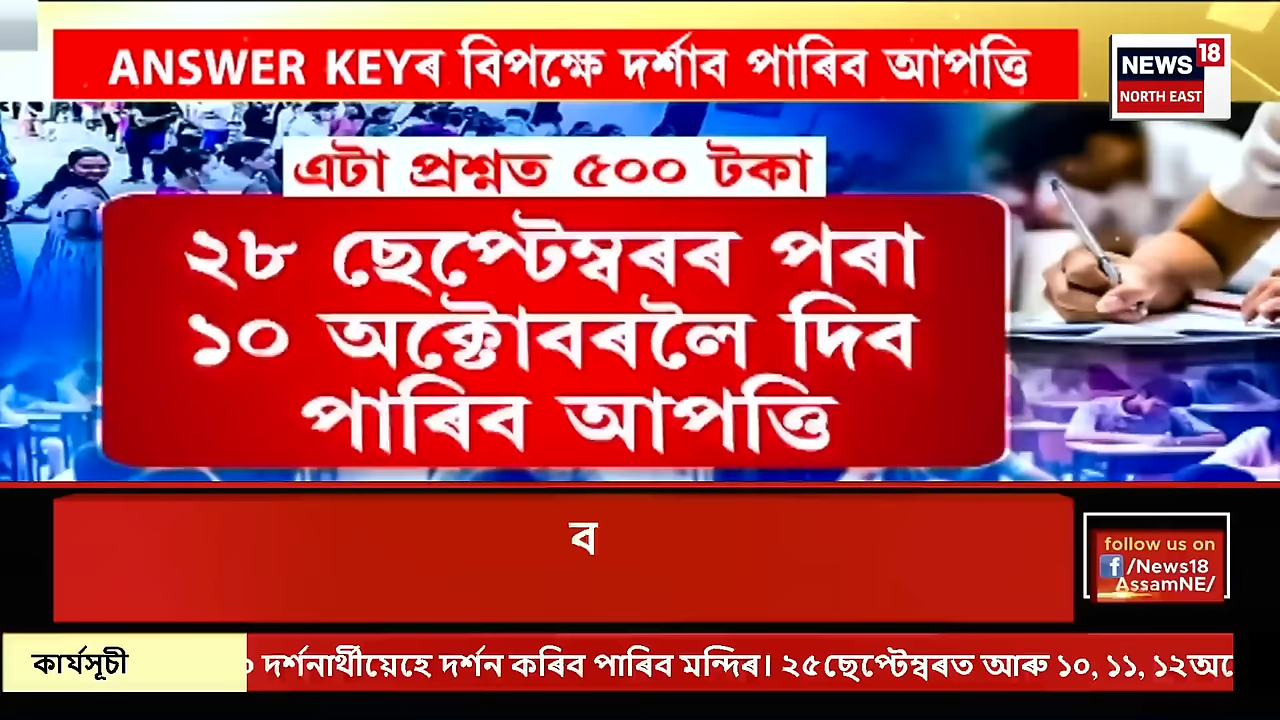 ANSWER KEYৰ বিপক্ষে দৰ্শাব পাৰিব আপত্তি
NEWS 18
NORTH EAST
এটা প্ৰশ্নত ৫০০ টকা
২৮ ছেপ্টেম্বৰৰ পৰা
১০ অক্টোবৰলৈ দিব
পাৰিব আপত্তি
ব
follow us on
f/News18
AssamNE/
কাৰ্যসূচী
দৰ্শনাৰ্থীয়েহে দৰ্শন কৰিব পাৰিব মন্দিৰ। ২৫ছেপ্টেম্বৰত আৰু ১০, ১১, ১২